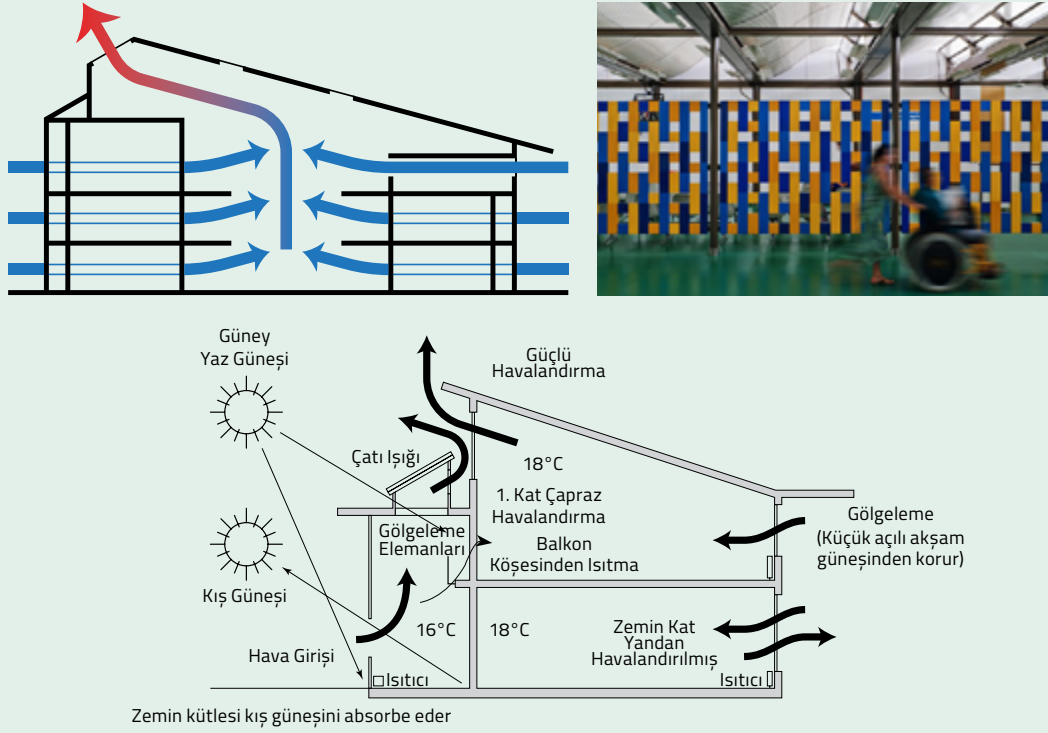 Güney
Yaz Güneşi
Güçlü
Havalandırma
Çatı Işığı
18°C
1. Kat Çapraz
Havalandırma
Gölgeleme
Elemanları
Balkon
Köşesinden Isıtma
Gölgeleme
(Küçük açılı akşam
güneşinden korur)
Kış Güneşi
16°C
18°C
Zemin Kat
Yandan
Havalandırılmış
Hava Girişi
Isıtıcı
Isıtıcı
Zemin kütlesi kış güneşini absorbe eder